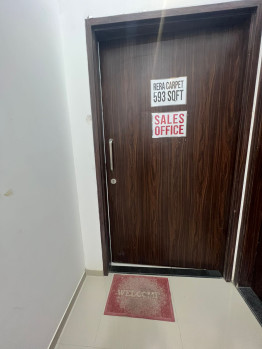 RERA CARPET
593 SQFT
SALES
OFFICE
WELCOME